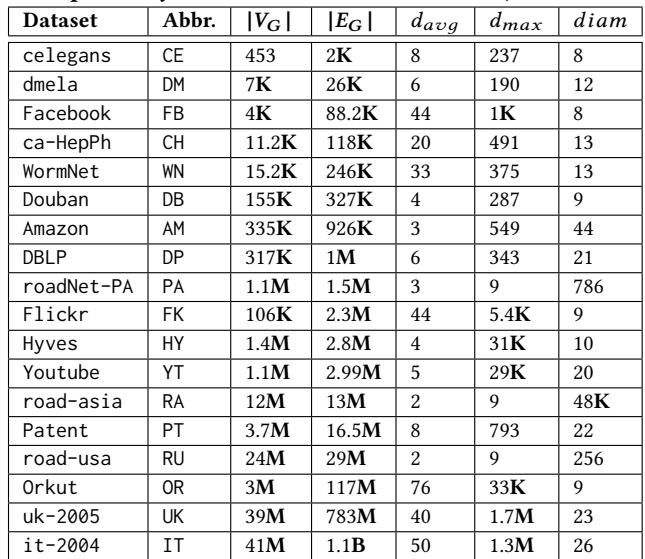 Dataset Abbr. |V_G| |E_G| d_avg d_max diam
celegans CE 453 2K 8 237 8
dmela DM 7K 26K 6 190 12
Facebook FB 4K 88.2K 44 1K 8
ca-HepPh CH 11.2K 118K 20 491 13
WormNet WN 15.2K 246K 33 375 13
Douban DB 155K 327K 4 287 9
Amazon AM 335K 926K 3 549 44
DBLP DP 317K 1M 6 343 21
roadNet-PA PA 1.1M 1.5M 3 9 786
Flickr FK 106K 2.3M 44 5.4K 9
Hyves HY 1.4M 2.8M 4 31K 10
Youtube YT 1.1M 2.99M 5 29K 20
road-asia RA 12M 13M 2 9 48K
Patent PT 3.7M 16.5M 8 793 22
road-usa RU 24M 29M 2 9 256
Orkut OR 3M 117M 76 33K 9
uk-2005 UK 39M 783M 40 1.7M 23
it-2004 IT 41M 1.1B 50 1.3M 26